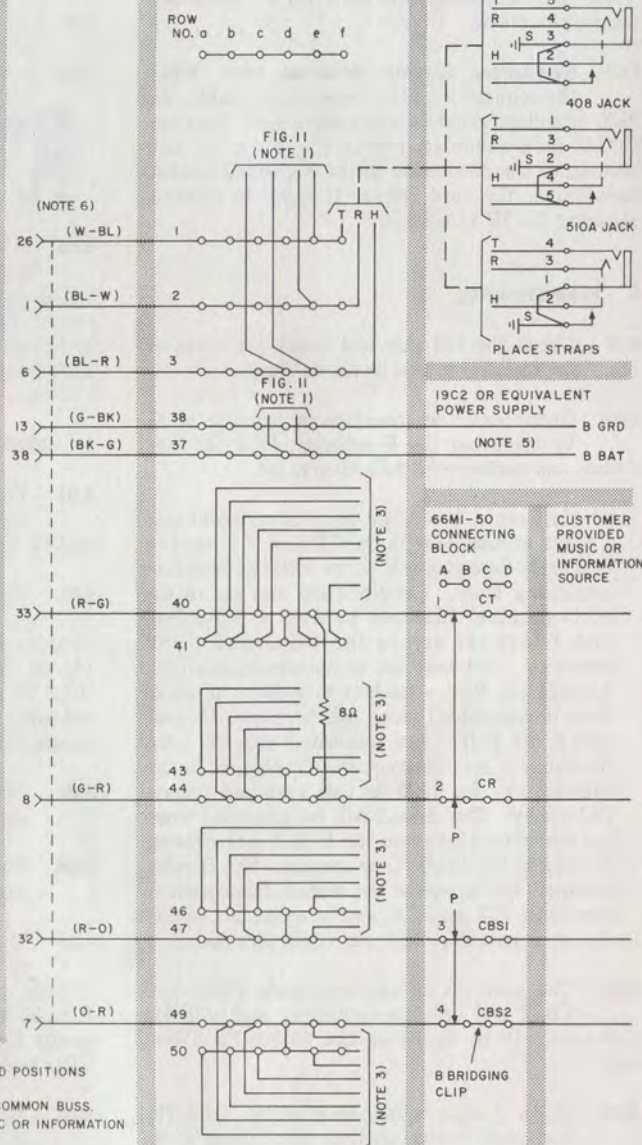 ROW
NO. a b c d e f
T 5
R 4
S 3
H 2
1
408 JACK
FIG. 11
(NOTE 1)
T R H
T 1
R 3
S 2
H 4
5
510A JACK
(NOTE 6)
26 (W-BL) 1
T 4
R 3
1
H 2
S
PLACE STRAPS
1 (BL-W) 2
6 (BL-R) 3
FIG. 11
(NOTE 1)
19C2 OR EQUIVALENT
POWER SUPPLY
13 (G-BK) 38 B GRD
(NOTE 5)
38 (BK-G) 37 B BAT
66M1-50
CONNECTING
BLOCK
CUSTOMER
PROVIDED
MUSIC OR
INFORMATION
SOURCE
A B C D
(NOTE 3)
33 (R-G) 40 1 CT
41
8Ω
(NOTE 3)
43
8 (G-R) 44 2 CR
P
(NOTE 3)
46
P
32 (R-O) 47 3 CBS1
7 (O-R) 49 4 CBS2
50
(NOTE 3)
B BRIDGING
CLIP
D POSITIONS
COMMON BUSS.
C OR INFORMATION